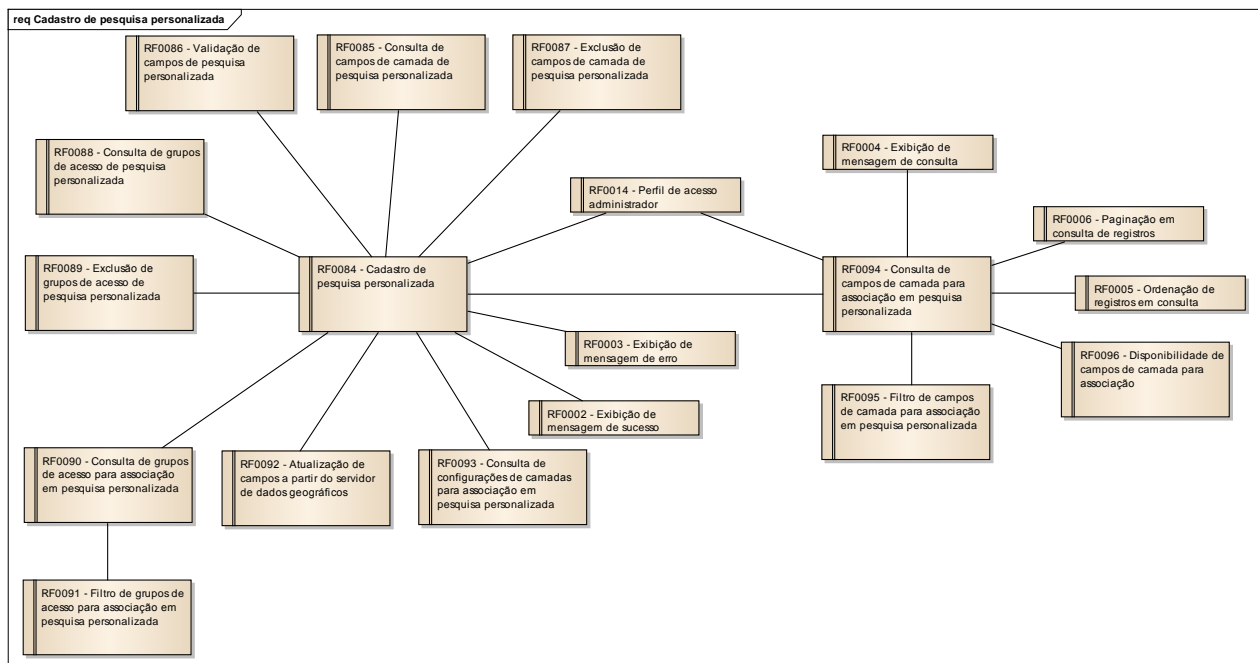 req Cadastro de pesquisa personalizada
RF0086 - Validação de
campos de pesquisa
personalizada
RF0085 - Consulta de
campos de camada de
pesquisa personalizada
RF0087 - Exclusão de
campos de camada de
pesquisa personalizada
RF0088 - Consulta de grupos
de acesso de pesquisa
personalizada
RF0004 - Exibição de
mensagem de consulta
RF0014 - Perfil de acesso
administrador
RF0006 - Paginação em
consulta de registros
RF0089 - Exclusão de
grupos de acesso de
pesquisa personalizada
RF0084 - Cadastro de
pesquisa personalizada
RF0094 - Consulta de
campos de camada para
associação em pesquisa
personalizada
RF0005 - Ordenação de
registros em consulta
RF0003 - Exibição de
mensagem de erro
RF0096 - Disponibilidade de
campos de camada para
associação
RF0095 - Filtro de campos
de camada para associação
em pesquisa personalizada
RF0002 - Exibição de
mensagem de sucesso
RF0090 - Consulta de grupos
de acesso para associação
em pesquisa personalizada
RF0092 - Atualização de
campos a partir do servidor
de dados geográficos
RF0093 - Consulta de
configurações de camadas
para associação em
pesquisa personalizada
RF0091 - Filtro de grupos de
acesso para associação em
pesquisa personalizada